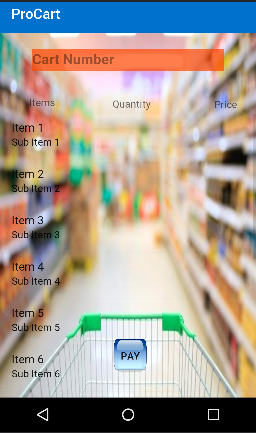 ProCart
Cart Number
Items Quantity Price
Item 1
Sub Item 1
Item 2
Sub Item 2
Item 3
Sub Item 3
Item 4
Sub Item 4
Item 5
Sub Item 5
Item 6
Sub Item 6
PAY